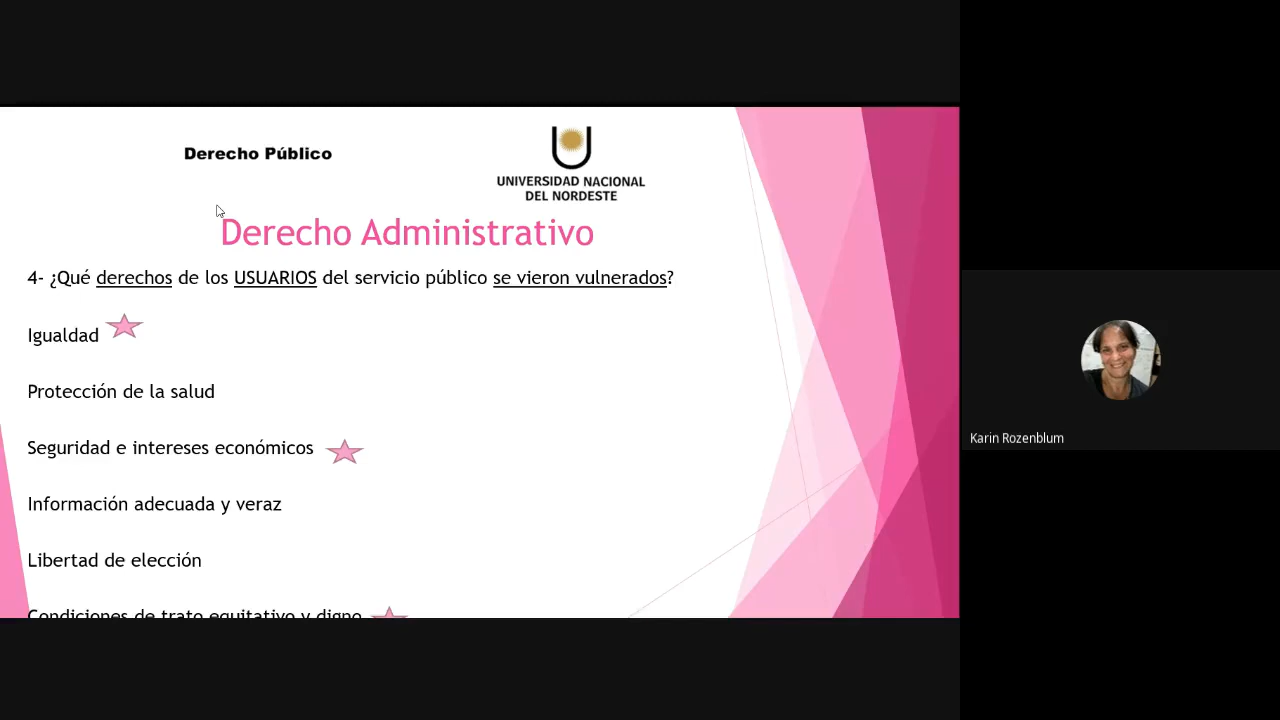 Derecho Público
UNIVERSIDAD NACIONAL
DEL NORDESTE
Derecho Administrativo
4- ¿Qué derechos de los USUARIOS del servicio público se vieron vulnerados?
Igualdad
Protección de la salud
Seguridad e intereses económicos
Información adecuada y veraz
Libertad de elección
Condiciones de trato equitativo y digno
Karin Rozenblum